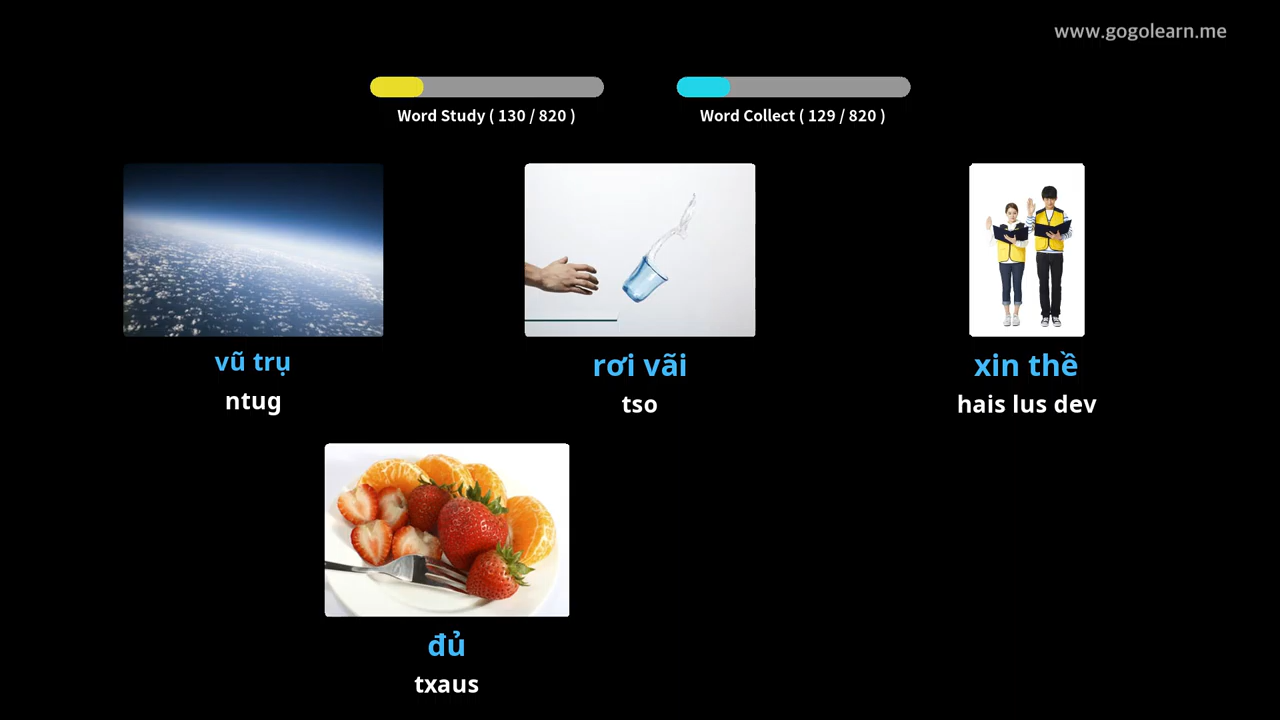 www.gogolearn.me
Word Study ( 130 / 820 )
Word Collect ( 129 / 820 )
vũ trụ
ntug
rơi vãi
tso
xin thề
hais lus dev
đủ
txaus